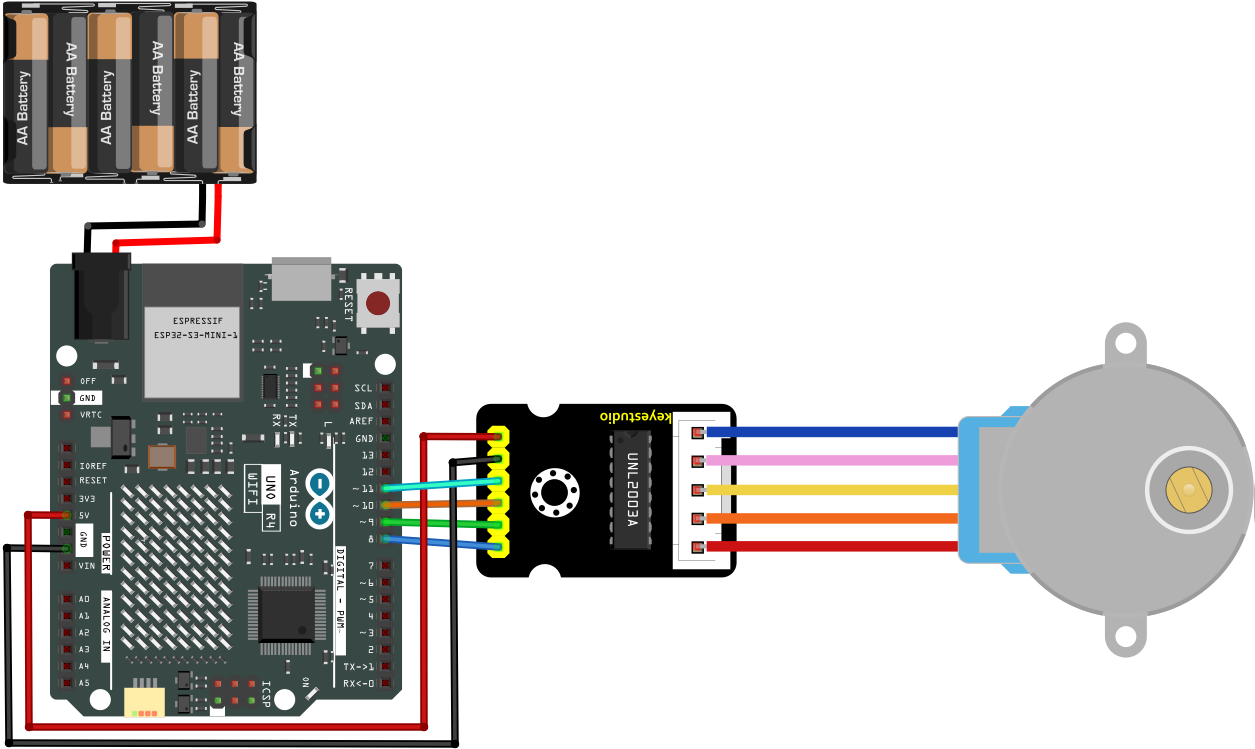 AA Battery
AA Battery
AA Battery
AA Battery
AA Battery
AA Battery
ESPRESSIF
ESP32-S3-MINI-1
RESET
OFF
GND
VRTC
IOREF
RESET
3V3
5V
GND
VIN
POWER
A0
A1
A2
A3
A4
A5
ANALOG IN
RX
TX
L
UNO R4
WIFI
Arduino
SCL
SDA
AREF
GND
13
12
~11
~10
~9
8
7
~6
~5
4
~3
2
TX->1
RX<-0
DIGITAL - PWM~
ICSP
ON
keyestudio
UNL2003A